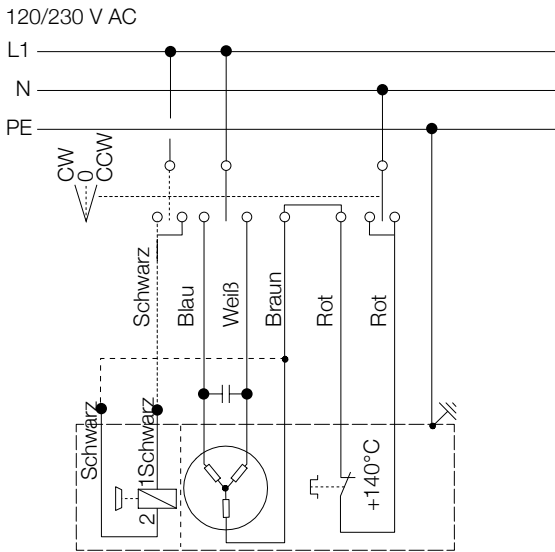 120/230 V AC
L1
N
PE
CW
0
CCW
Schwarz
Blau
Weiß
Braun
Rot
Rot
Schwarz
1Schwarz
2
+140°C